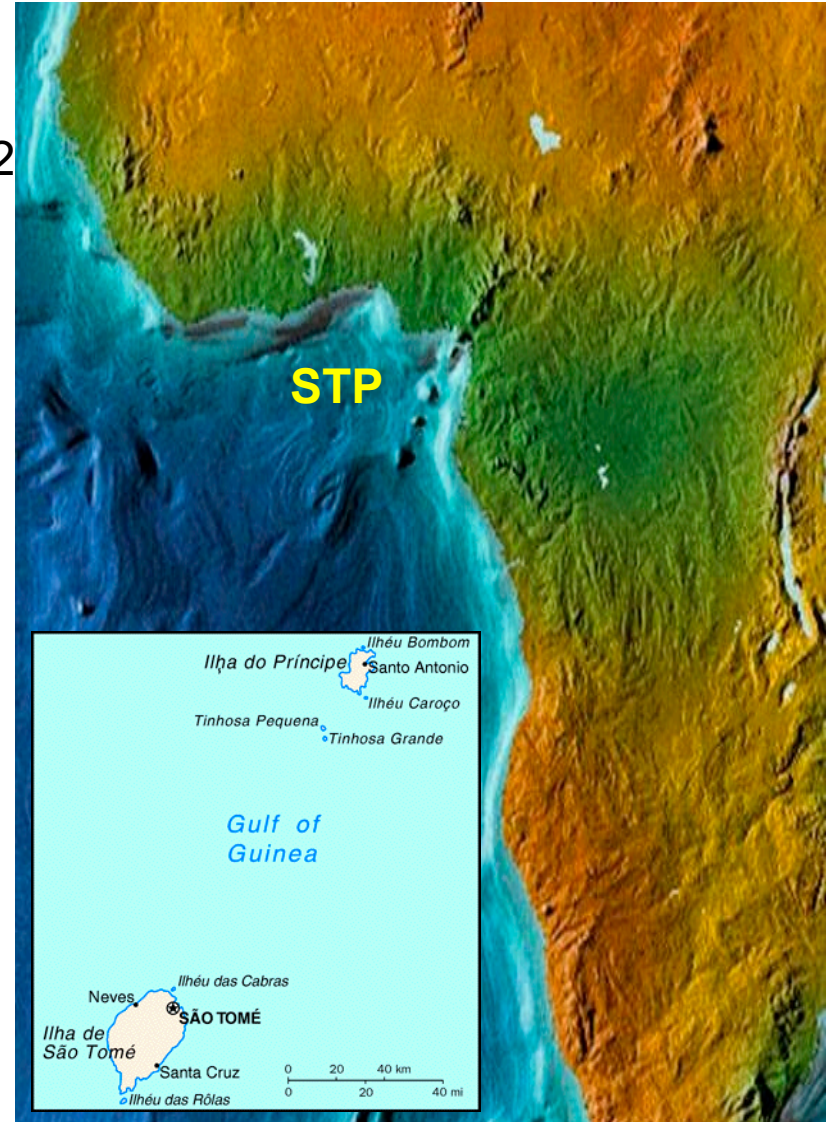 2
STP
Ilhéu Bombom
Ilha do Príncipe
Santo Antonio
Ilhéu Caroço
Tinhosa Pequena
Tinhosa Grande
Gulf of
Guinea
Ilhéu das Cabras
Neves
SÃO TOMÉ
Ilha de
São Tomé
Santa Cruz
0 20 40 km
0 20 40 mi
Ilhéu das Rôlas